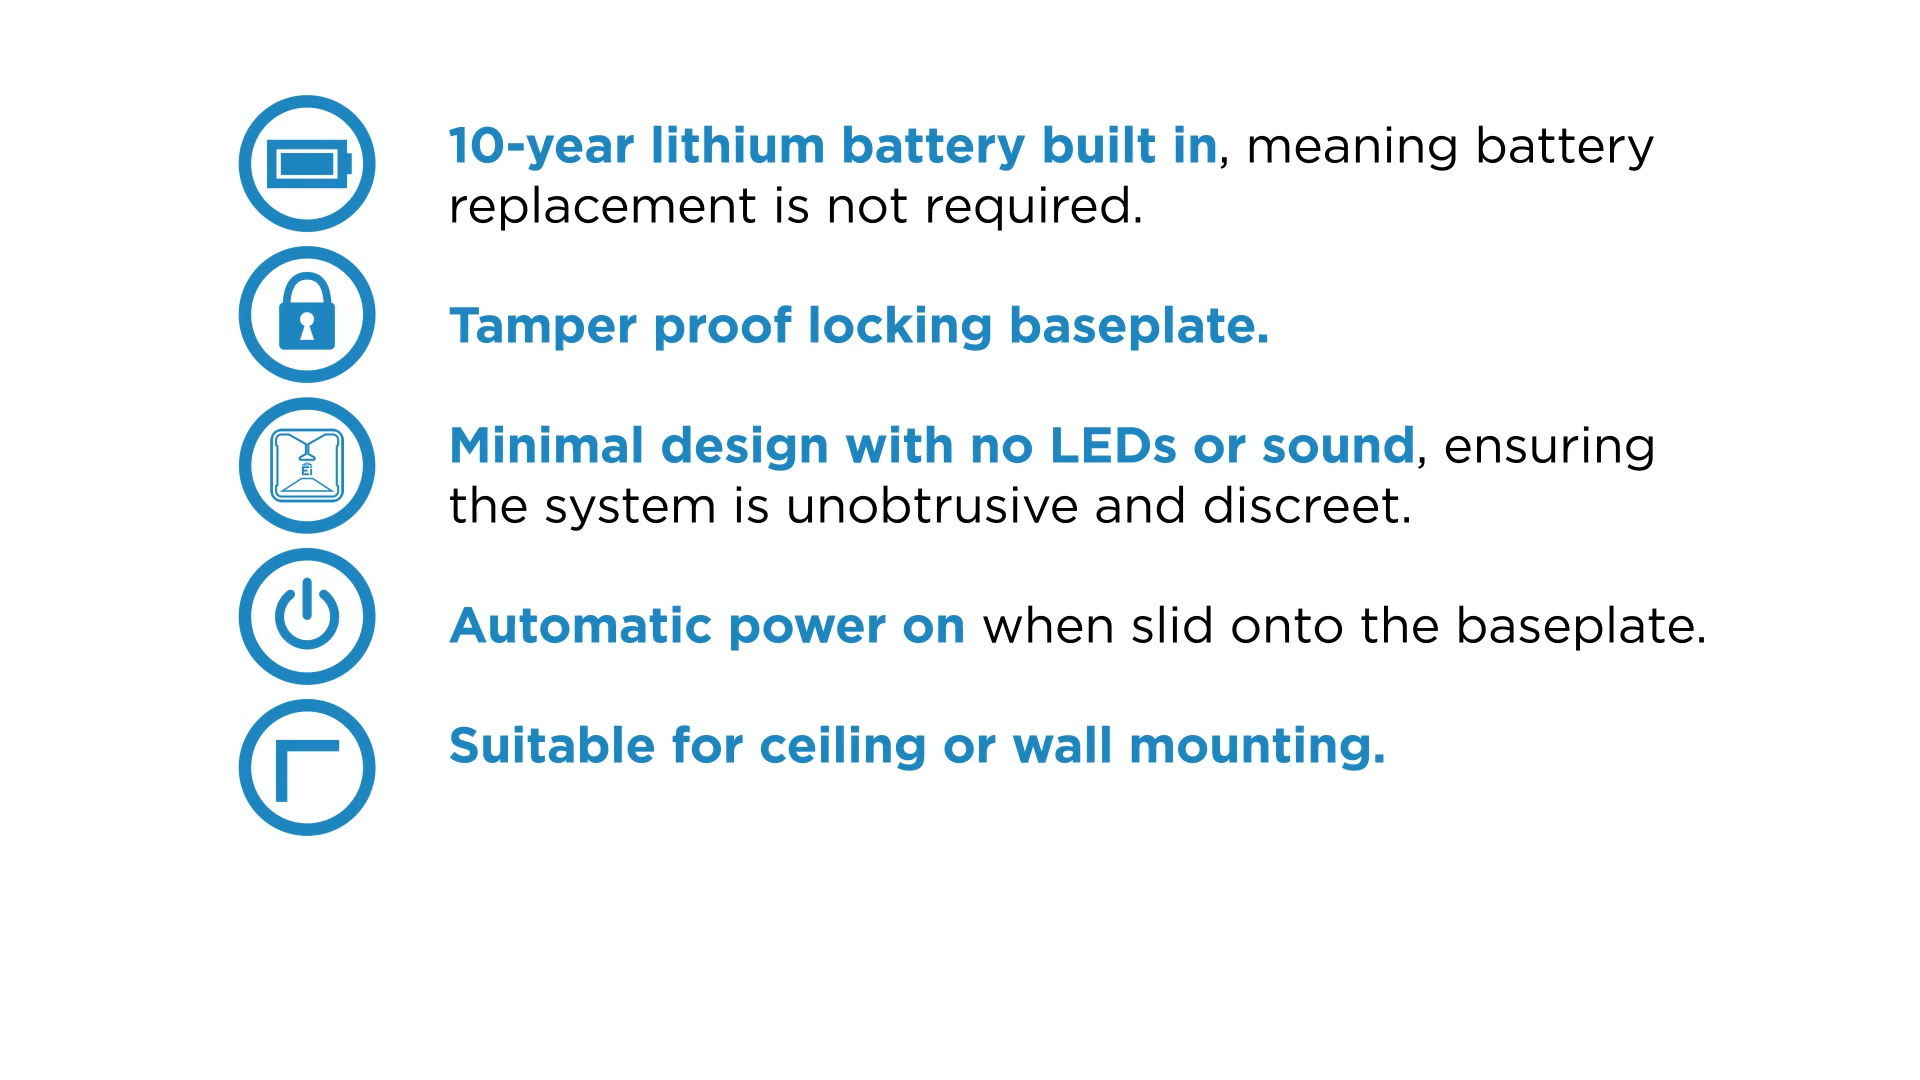 10-year lithium battery built in, meaning battery
replacement is not required.
Tamper proof locking baseplate.
Minimal design with no LEDs or sound, ensuring
Ei
the system is unobtrusive and discreet.
Automatic power on when slid onto the baseplate.
Suitable for ceiling or wall mounting.